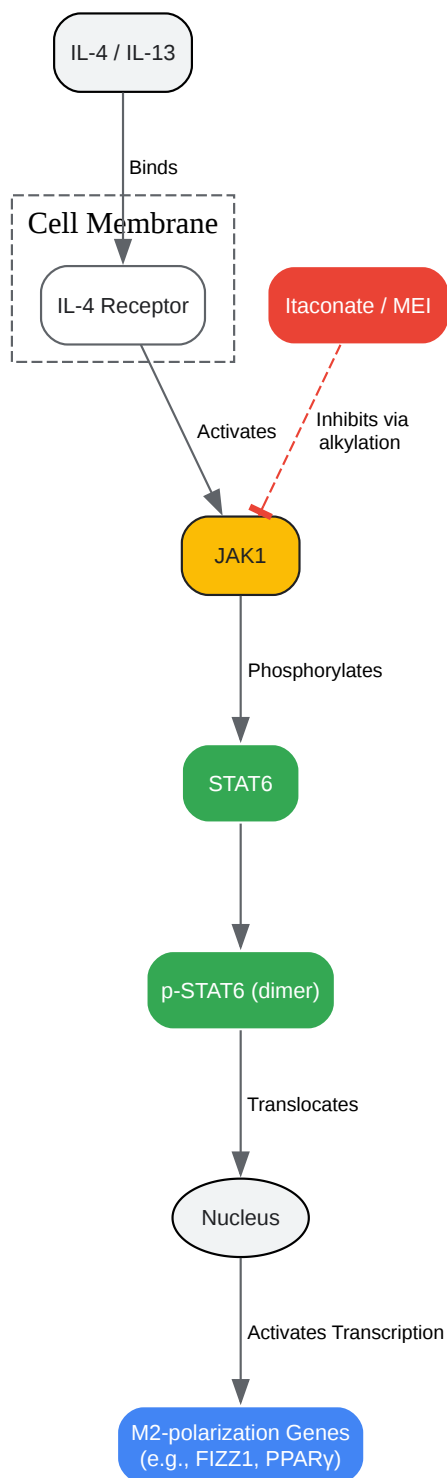 IL-4 / IL-13
Binds
Cell Membrane
IL-4 Receptor
Itaconate / MEI
Activates
Inhibits via
alkylation
JAK1
Phosphorylates
STAT6
p-STAT6 (dimer)
Translocates
Nucleus
Activates Transcription
M2-polarization Genes
(e.g., FIZZ1, PPARγ)